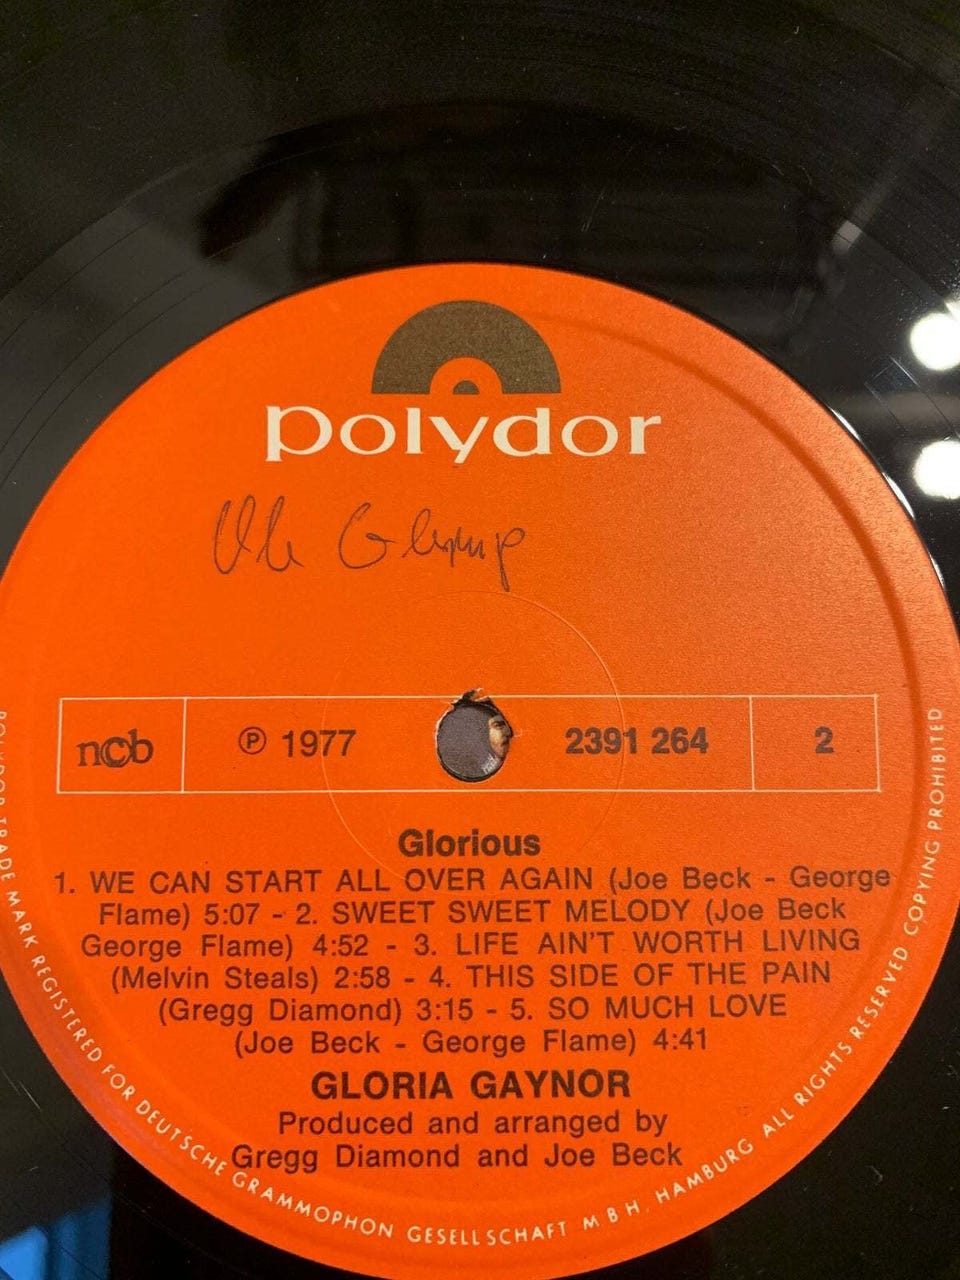 polydor
Ole
ncb
℗ 1977
2391 264
2
Glorious
1. WE CAN START ALL OVER AGAIN (Joe Beck - George
Flame) 5:07 - 2. SWEET SWEET MELODY (Joe Beck
George Flame) 4:52 - 3. LIFE AIN'T WORTH LIVING
(Melvin Steals) 2:58 - 4. THIS SIDE OF THE PAIN
(Gregg Diamond) 3:15 - 5. SO MUCH LOVE
(Joe Beck - George Flame) 4:41
GLORIA GAYNOR
Produced and arranged by
Gregg Diamond and Joe Beck
POLYDOR TRADE MARK REGISTERED FOR DEUTSCHE GRAMMOPHON GESELLSCHAFT M B H, HAMBURG ALL RIGHTS RESERVED COPYING PROHIBITED